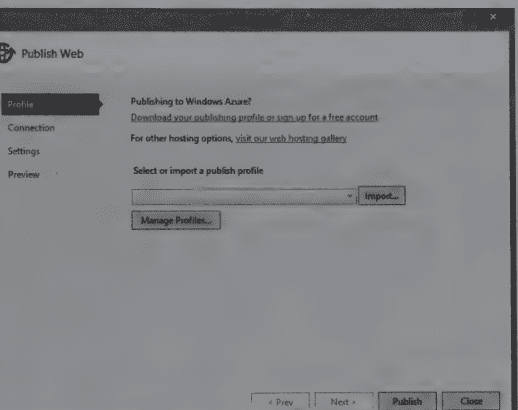 Publish Web
Profile
Connection
Settings
Preview
Publishing to Windows Azure?
Download your publishing profile or sign up for a free account
For other hosting options, visit our web hosting gallery
Select or import a publish profile
Import...
Manage Profiles...
< Prev
Next >
Publish
Close